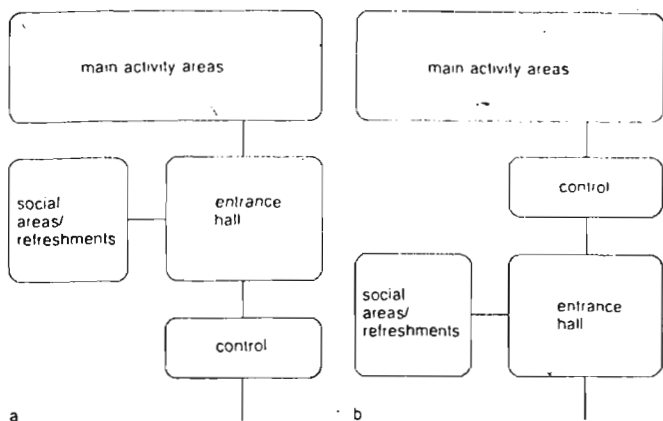 main activity areas
social
areas/
refreshments
entrance
hall
control
a
main activity areas
control
social
areas/
refreshments
entrance
hall
b